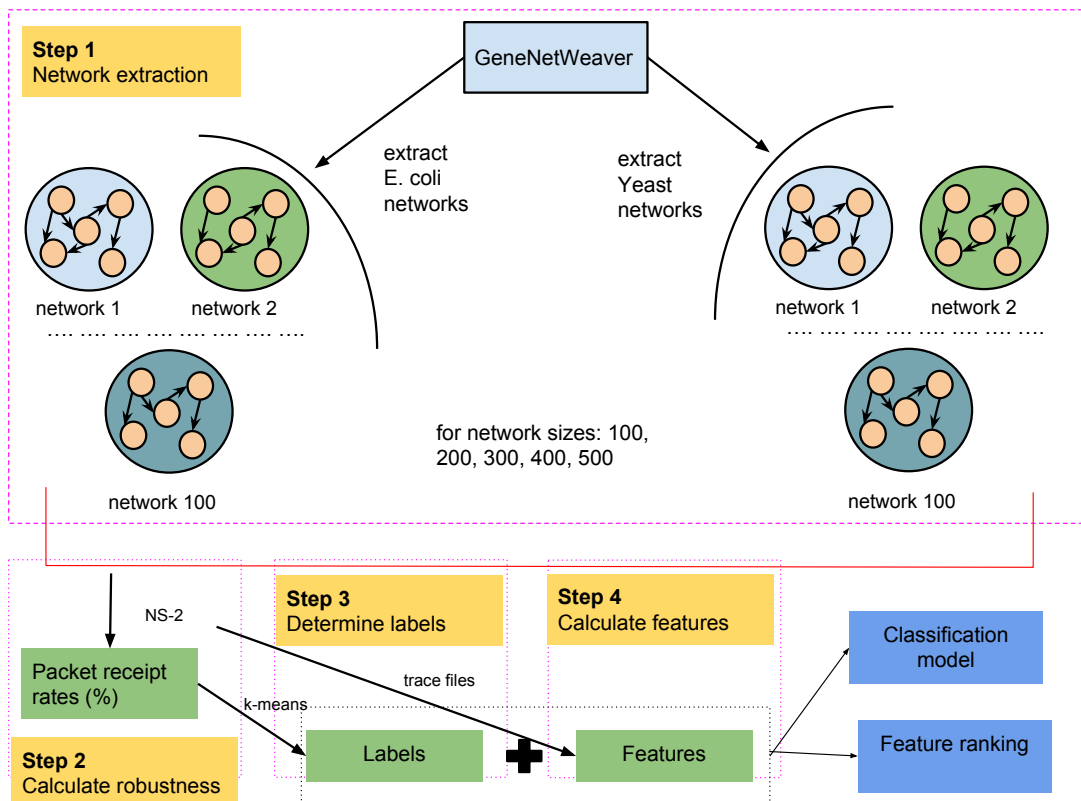 Step 1
Network extraction
GeneNetWeaver
extract
E. coli
networks
extract
Yeast
networks
network 1
network 2
network 1
network 2
.... ... ... ... ... ... ... ...
.... ... ... ... ... ... ... ...
for network sizes: 100,
200, 300, 400, 500
network 100
network 100
NS-2
Step 3
Determine labels
Step 4
Calculate features
Packet receipt
rates (%)
k-means
trace files
Classification
model
Labels
Features
Feature ranking
Step 2
Calculate robustness